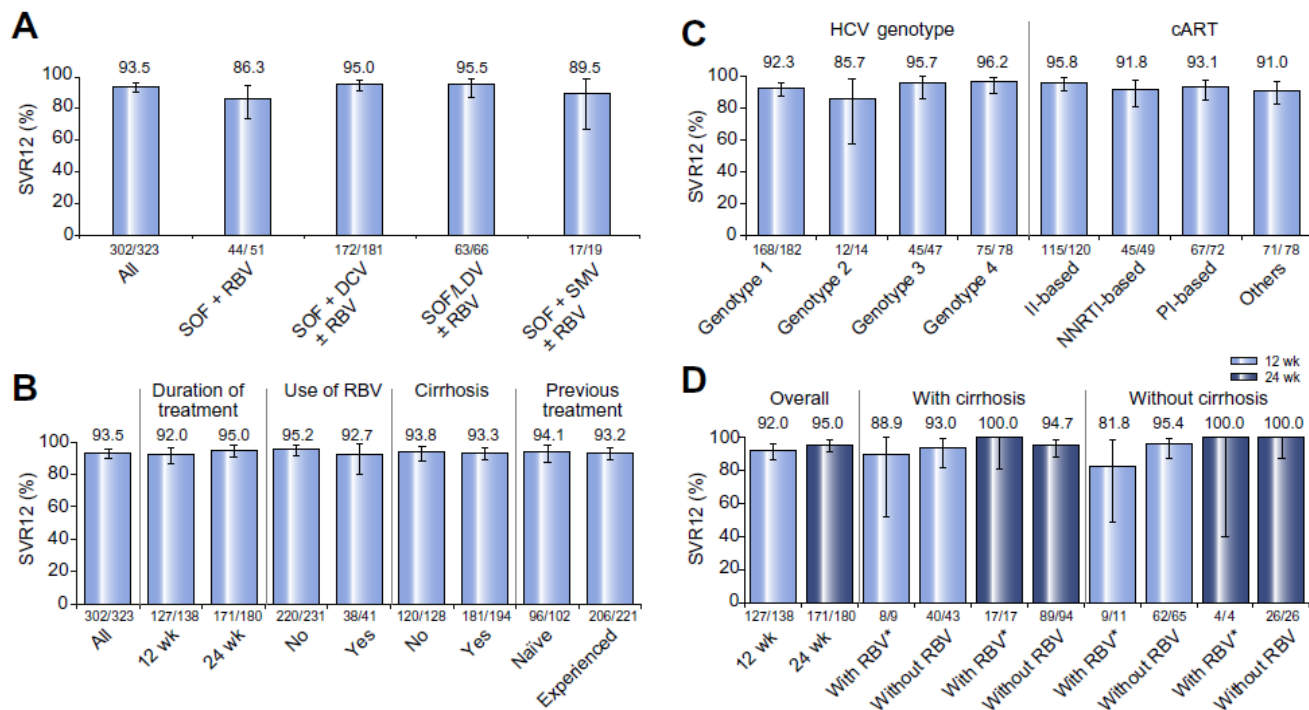 A
93.5 86.3 95.0 95.5 89.5
SVR12 (%)
100
80
60
40
20
0
302/323 44/ 51 172/181 63/66 17/19
All
SOF + RBV
SOF + DCV ± RBV
SOF/LDV ± RBV
SOF + SMV ± RBV
B
Duration of treatment
Use of RBV
Cirrhosis
Previous treatment
93.5 92.0 95.0 95.2 92.7 93.8 93.3 94.1 93.2
SVR12 (%)
100
80
60
40
20
0
302/323 127/138 171/180 220/231 38/41 120/128 181/194 96/102 206/221
All
12 wk
24 wk
No
Yes
No
Yes
Naïve
Experienced
C
HCV genotype
cART
92.3 85.7 95.7 96.2 95.8 91.8 93.1 91.0
SVR12 (%)
100
80
60
40
20
0
168/182 12/14 45/47 75/ 78 115/120 45/49 67/72 71/ 78
Genotype 1
Genotype 2
Genotype 3
Genotype 4
II-based
NNRTI-based
PI-based
Others
D
12 wk
24 wk
Overall
With cirrhosis
Without cirrhosis
92.0 95.0 88.9 93.0 100.0 94.7 81.8 95.4 100.0 100.0
SVR12 (%)
100
80
60
40
20
0
127/138 171/180 8/9 40/43 17/17 89/94 9/11 62/65 4/4 26/26
12 wk
24 wk
With RBV*
Without RBV
With RBV*
Without RBV
With RBV*
Without RBV
With RBV*
Without RBV